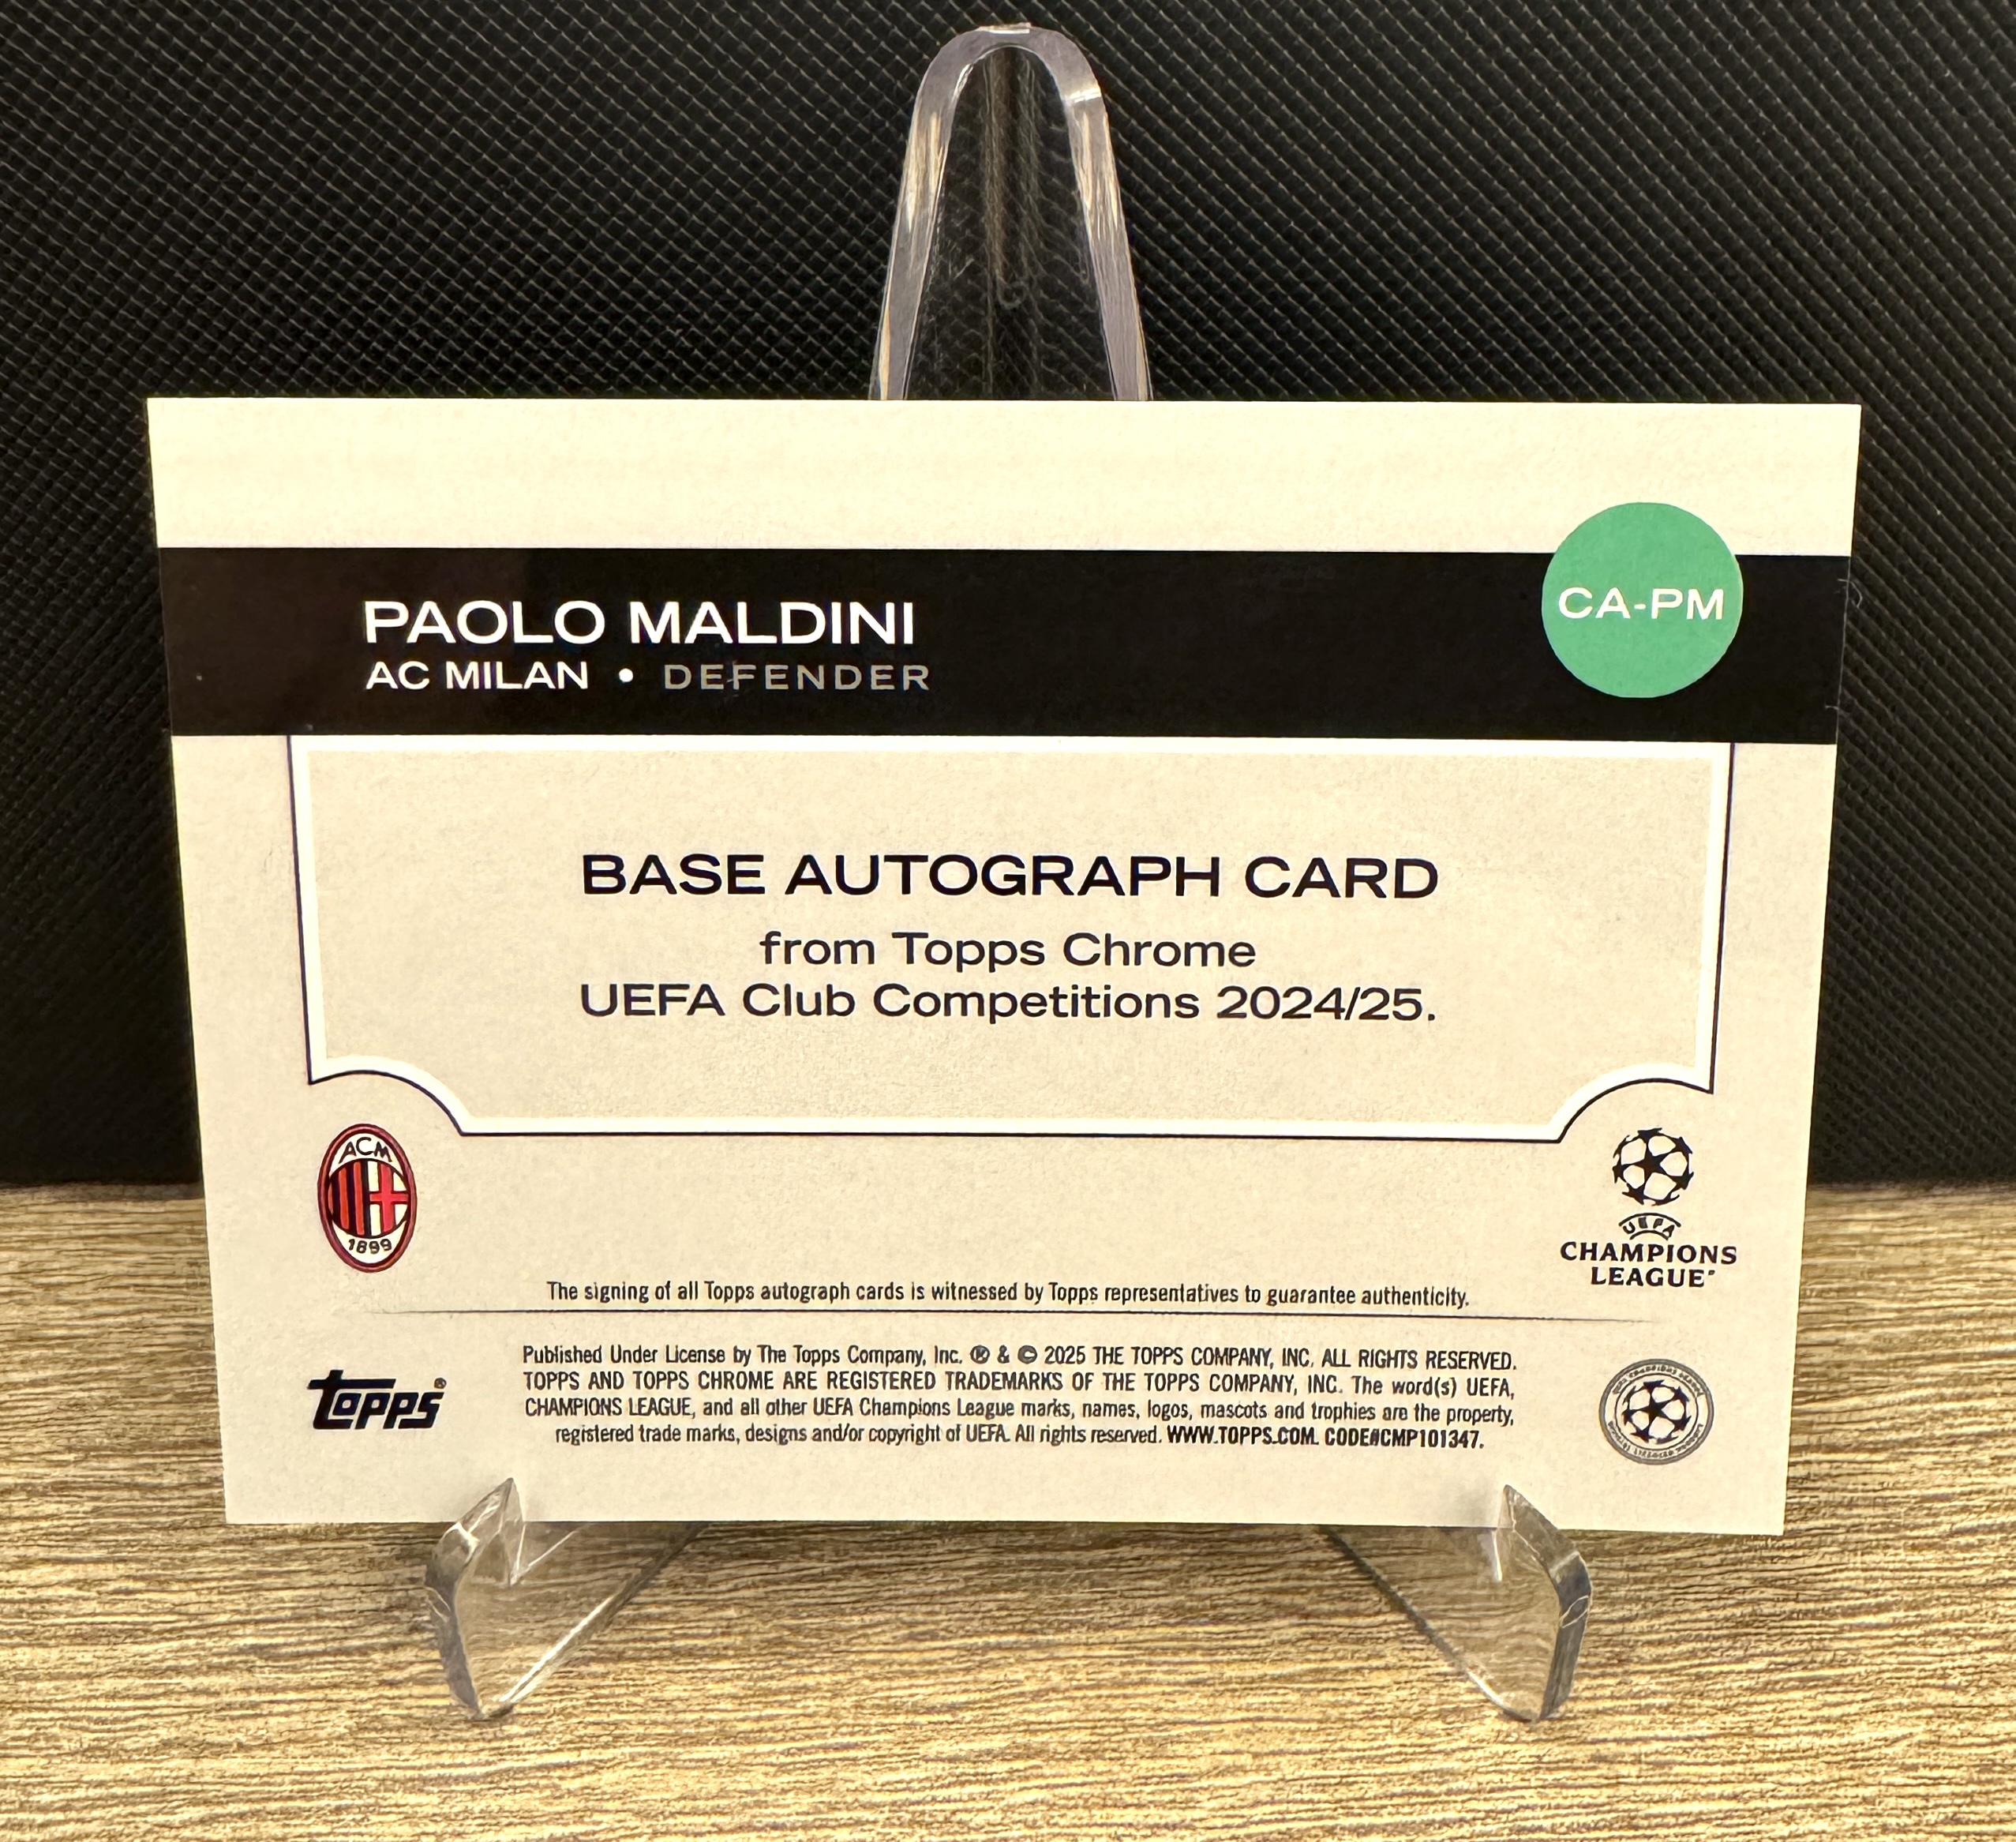 PAOLO MALDINI
AC MILAN • DEFENDER
CA-PM
BASE AUTOGRAPH CARD
from Topps Chrome
UEFA Club Competitions 2024/25.
ACM
1899
UEFA
CHAMPIONS
LEAGUE
The signing of all Topps autograph cards is witnessed by Topps representatives to guarantee authenticity.
topps®
Published Under License by The Topps Company, Inc. ® & © 2025 THE TOPPS COMPANY, INC. ALL RIGHTS RESERVED.
TOPPS AND TOPPS CHROME ARE REGISTERED TRADEMARKS OF THE TOPPS COMPANY, INC. The word(s) UEFA,
CHAMPIONS LEAGUE, and all other UEFA Champions League marks, names, logos, mascots and trophies are the property,
registered trade marks, designs and/or copyright of UEFA. All rights reserved. WWW.TOPPS.COM. CODE#CMP101347.